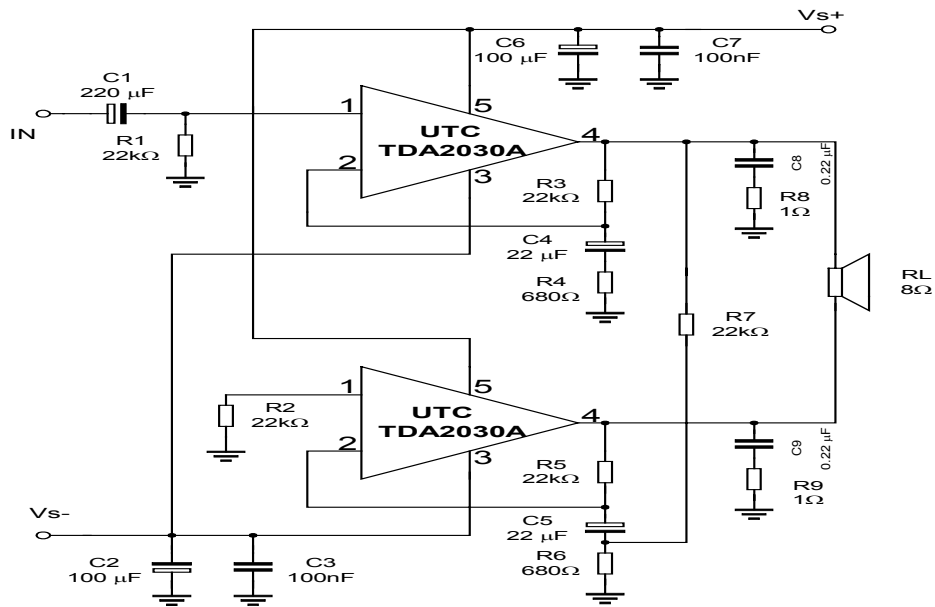 Vs+
C6
100 µF
C7
100nF
C1
220 µF
IN
R1
22kΩ
1
5
UTC
TDA2030A
4
2
3
R3
22kΩ
C4
22 µF
R4
680Ω
C8
0.22 µF
R8
1Ω
RL
8Ω
R7
22kΩ
R2
22kΩ
1
5
UTC
TDA2030A
4
2
3
R5
22kΩ
C5
22 µF
R6
680Ω
C9
0.22 µF
R9
1Ω
Vs-
C2
100 µF
C3
100nF